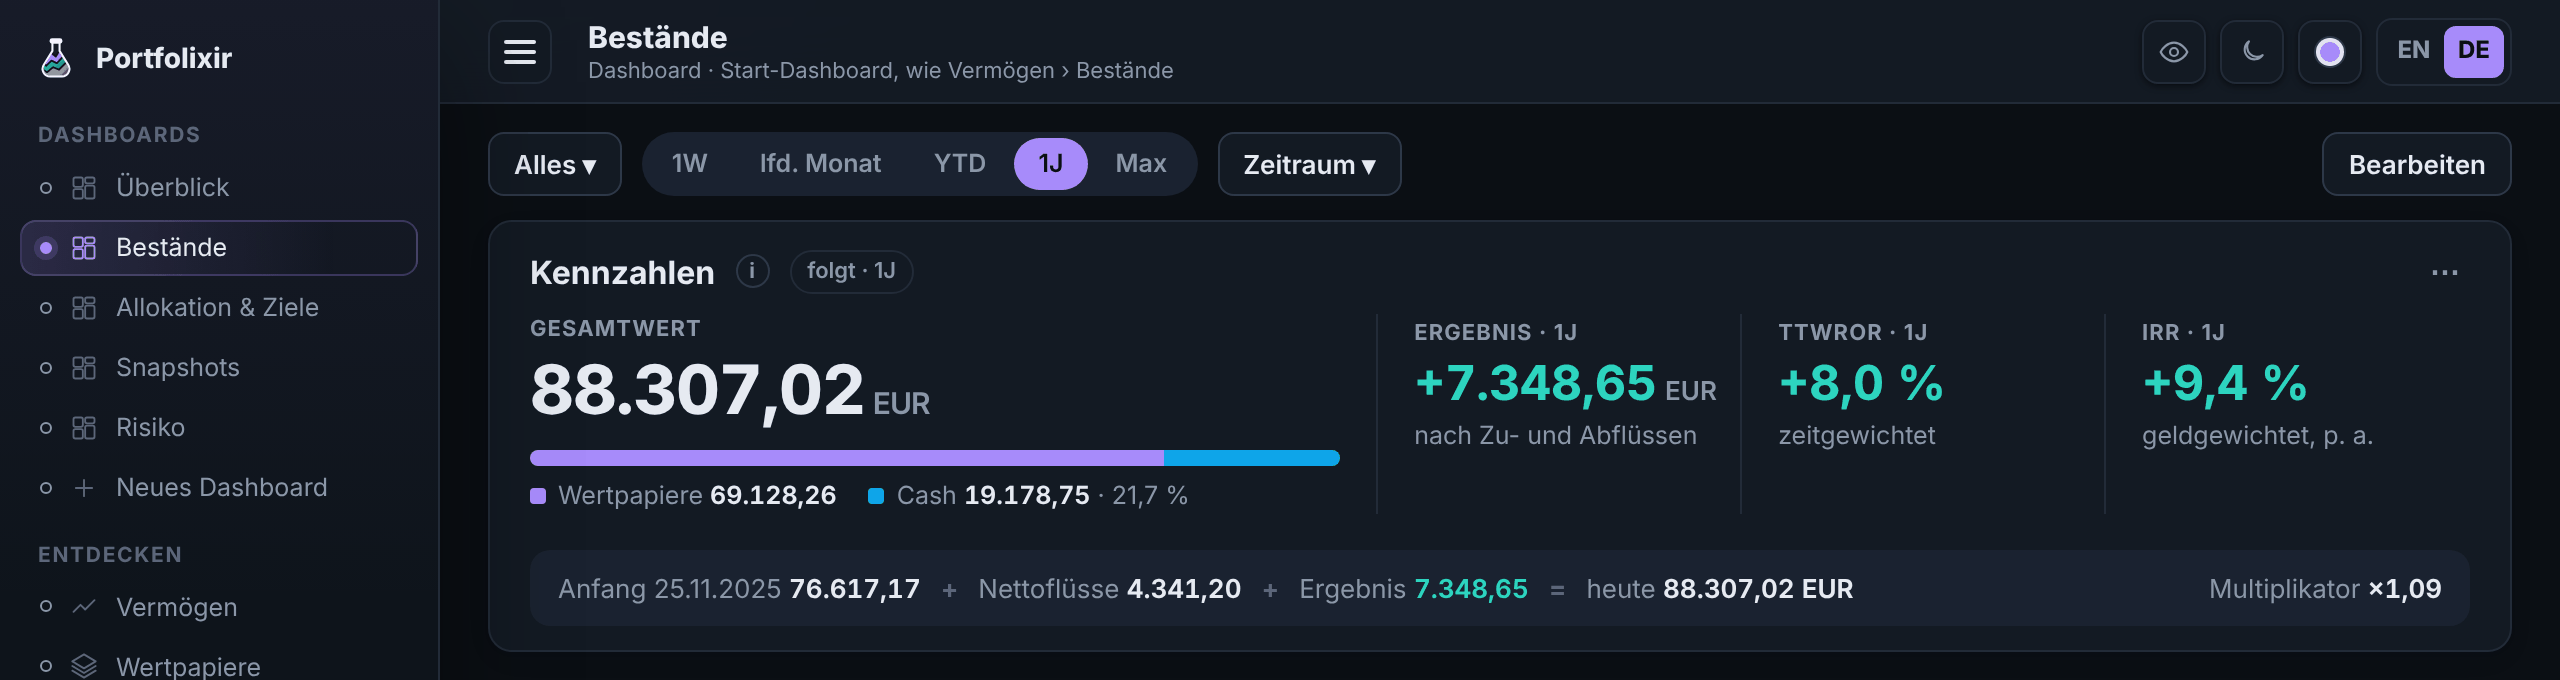 Portfolixir
DASHBOARDS
Überblick
Bestände
Allokation & Ziele
Snapshots
Risiko
Neues Dashboard
ENTDECKEN
Vermögen
Wertpapiere
Bestände
Dashboard · Start-Dashboard, wie Vermögen › Bestände
EN DE
Alles ▾ 1W lfd. Monat YTD 1J Max Zeitraum ▾ Bearbeiten
Kennzahlen i folgt · 1J ...
GESAMTWERT
88.307,02 EUR
Wertpapiere 69.128,26 Cash 19.178,75 · 21,7 %
ERGEBNIS · 1J
+7.348,65 EUR
nach Zu- und Abflüssen
TTWROR · 1J
+8,0 %
zeitgewichtet
IRR · 1J
+9,4 %
geldgewichtet, p. a.
Anfang 25.11.2025 76.617,17 + Nettoflüsse 4.341,20 + Ergebnis 7.348,65 = heute 88.307,02 EUR Multiplikator ×1,09